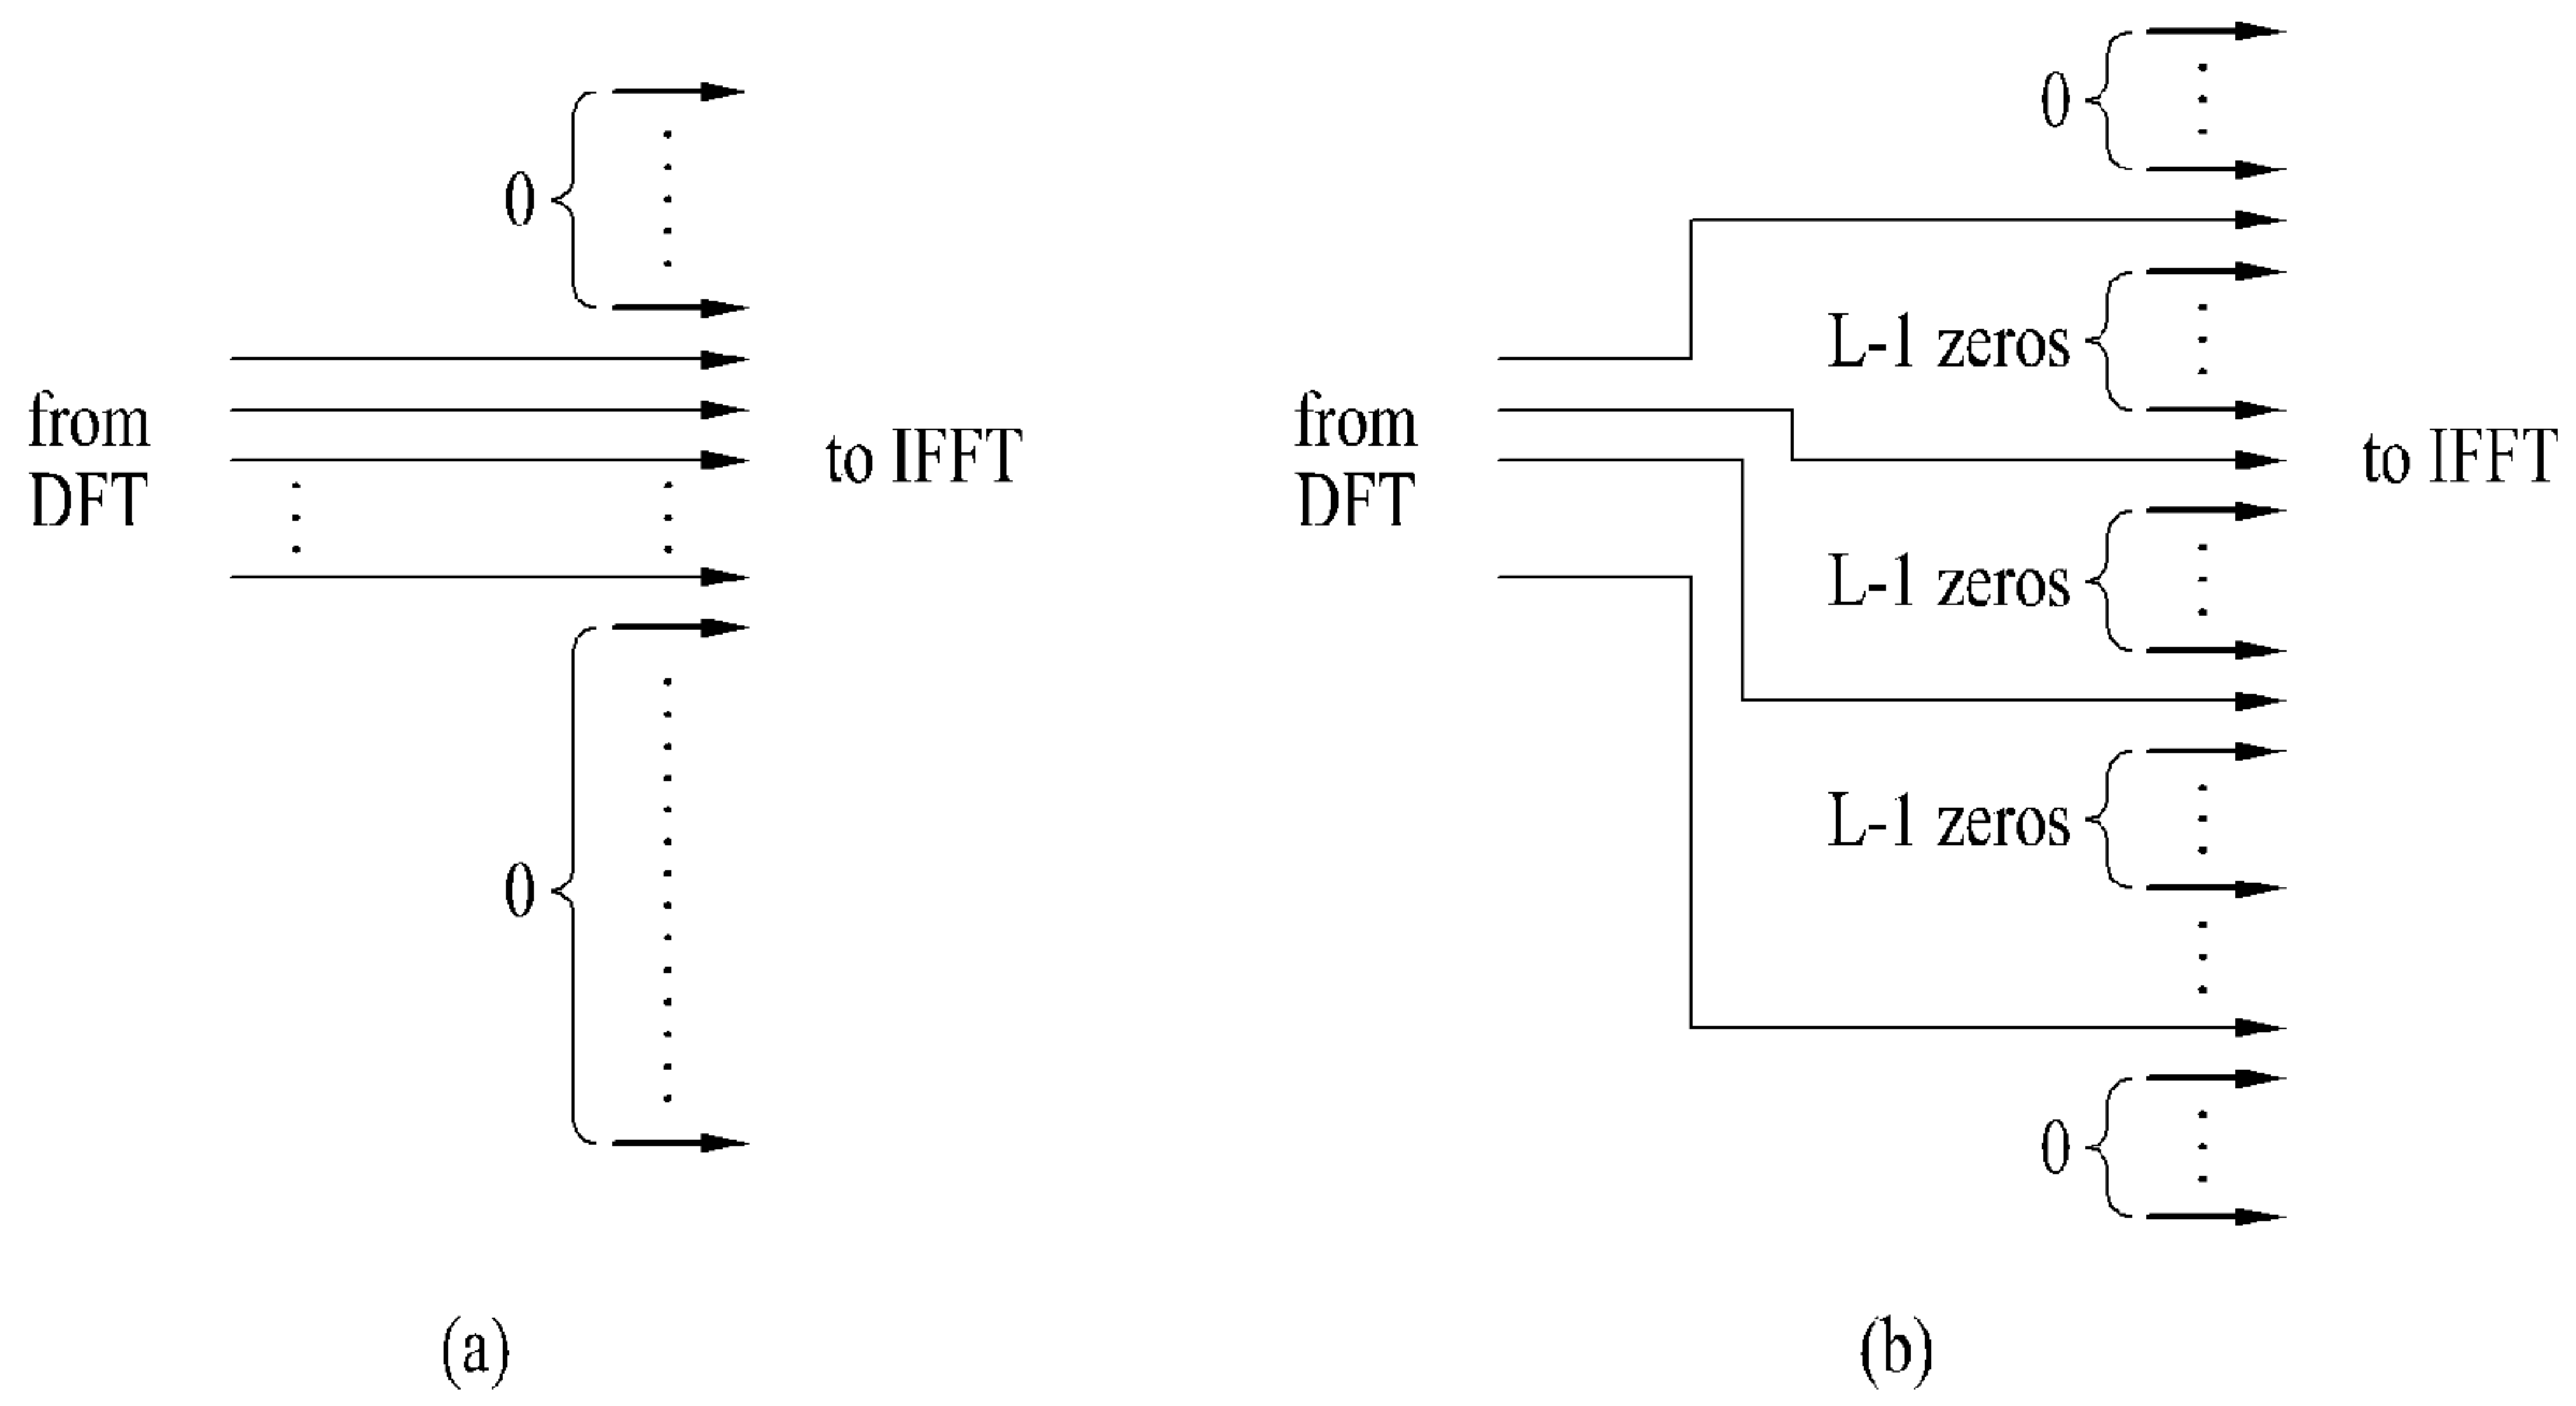 0
from
DFT
to IFFT
0
(a)
0
L-1 zeros
from
DFT
to IFFT
L-1 zeros
L-1 zeros
0
(b)